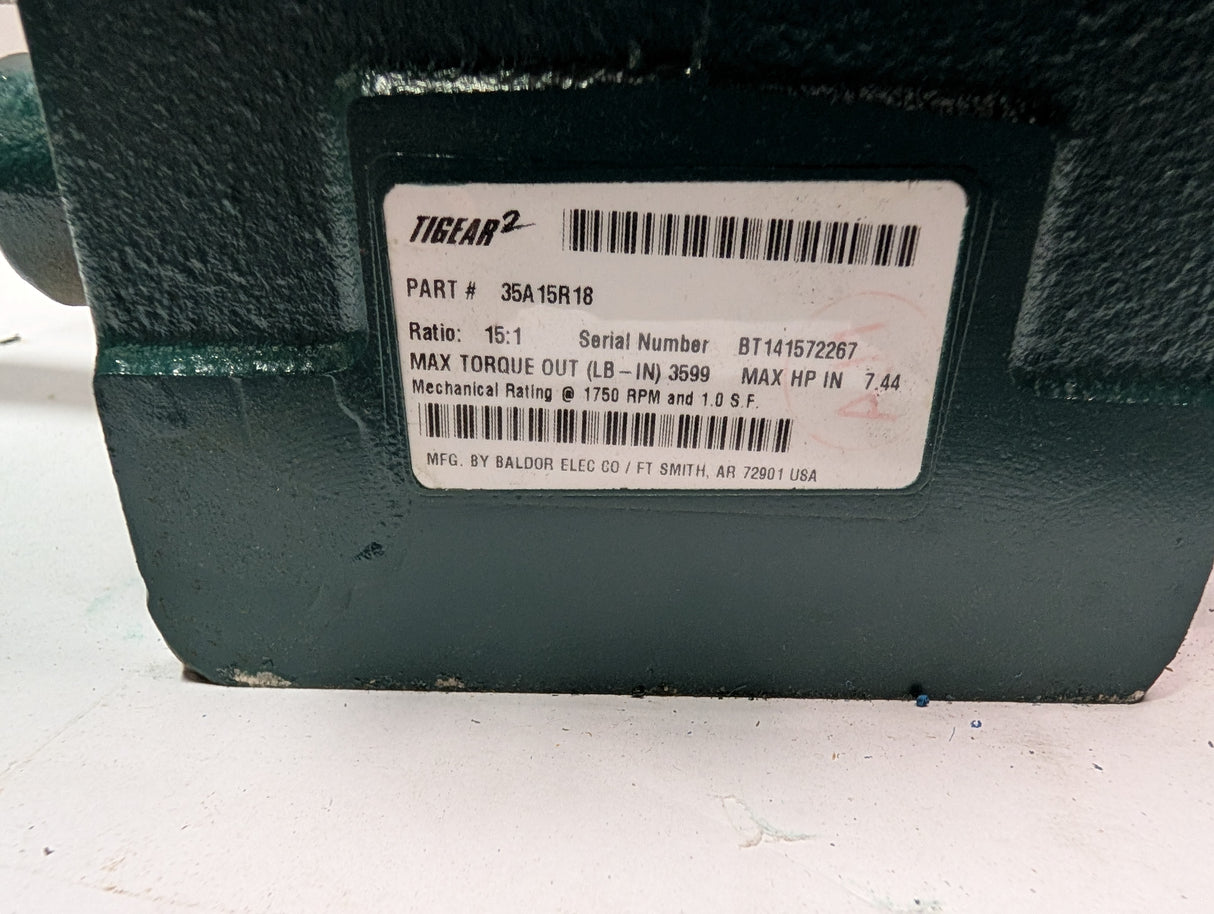 TIGEAR2
PART # 35A15R18
Ratio: 15:1 Serial Number BT141572267
MAX TORQUE OUT (LB-IN) 3599 MAX HP IN 7.44
Mechanical Rating @ 1750 RPM and 1.0 S.F.
MFG. BY BALDOR ELEC CO / FT SMITH, AR 72901 USA